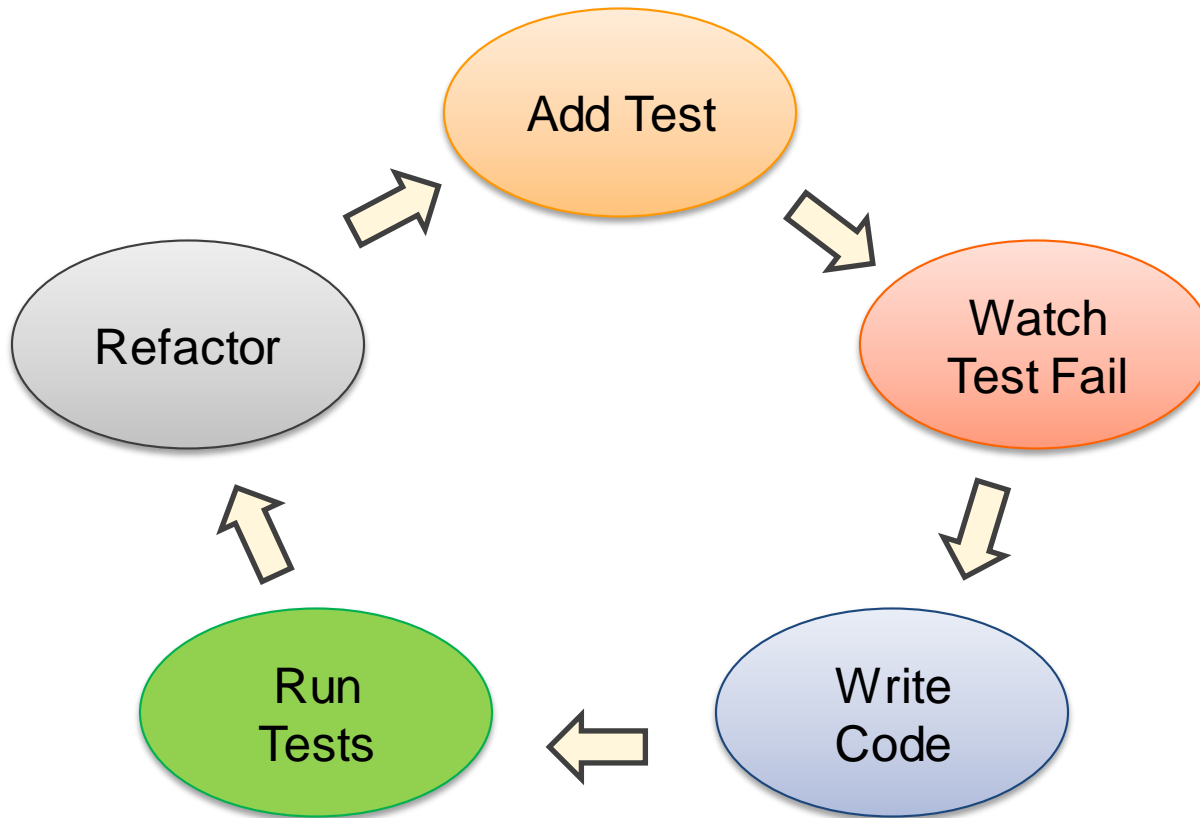 Add Test
Watch
Test Fail
Write
Code
Run
Tests
Refactor